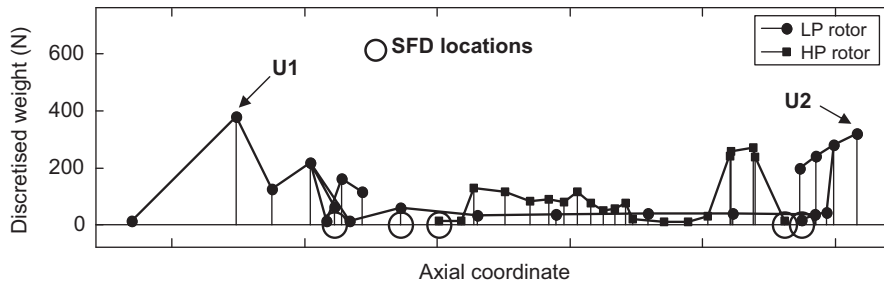 Discretised weight (N)
600
400
200
0
U1
SFD locations
U2
LP rotor
HP rotor
Axial coordinate